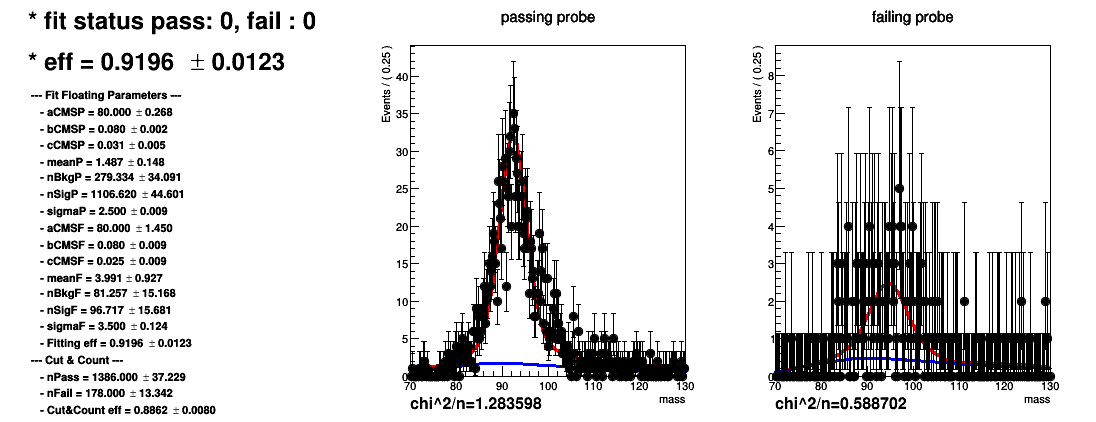 * fit status pass: 0, fail : 0
* eff = 0.9196 ± 0.0123
--- Fit Floating Parameters ---
- aCMSP = 80.000 ± 0.268
- bCMSP = 0.080 ± 0.002
- cCMSP = 0.031 ± 0.005
- meanP = 1.487 ± 0.148
- nBkgP = 279.334 ± 34.091
- nSigP = 1106.620 ± 44.601
- sigmaP = 2.500 ± 0.009
- aCMSF = 80.000 ± 1.450
- bCMSF = 0.080 ± 0.009
- cCMSF = 0.025 ± 0.009
- meanF = 3.991 ± 0.927
- nBkgF = 81.257 ± 15.168
- nSigF = 96.717 ± 15.681
- sigmaF = 3.500 ± 0.124
- Fitting eff = 0.9196 ± 0.0123
--- Cut & Count ---
- nPass = 1386.000 ± 37.229
- nFail = 178.000 ± 13.342
- Cut&Count eff = 0.8862 ± 0.0080
passing probe
Events / ( 0.25 )
40
35
30
25
20
15
10
5
0
70 80 90 100 110 120 130
mass
chi^2/n=1.283598
failing probe
Events / ( 0.25 )
8
7
6
5
4
3
2
1
0
70 80 90 100 110 120 130
mass
chi^2/n=0.588702